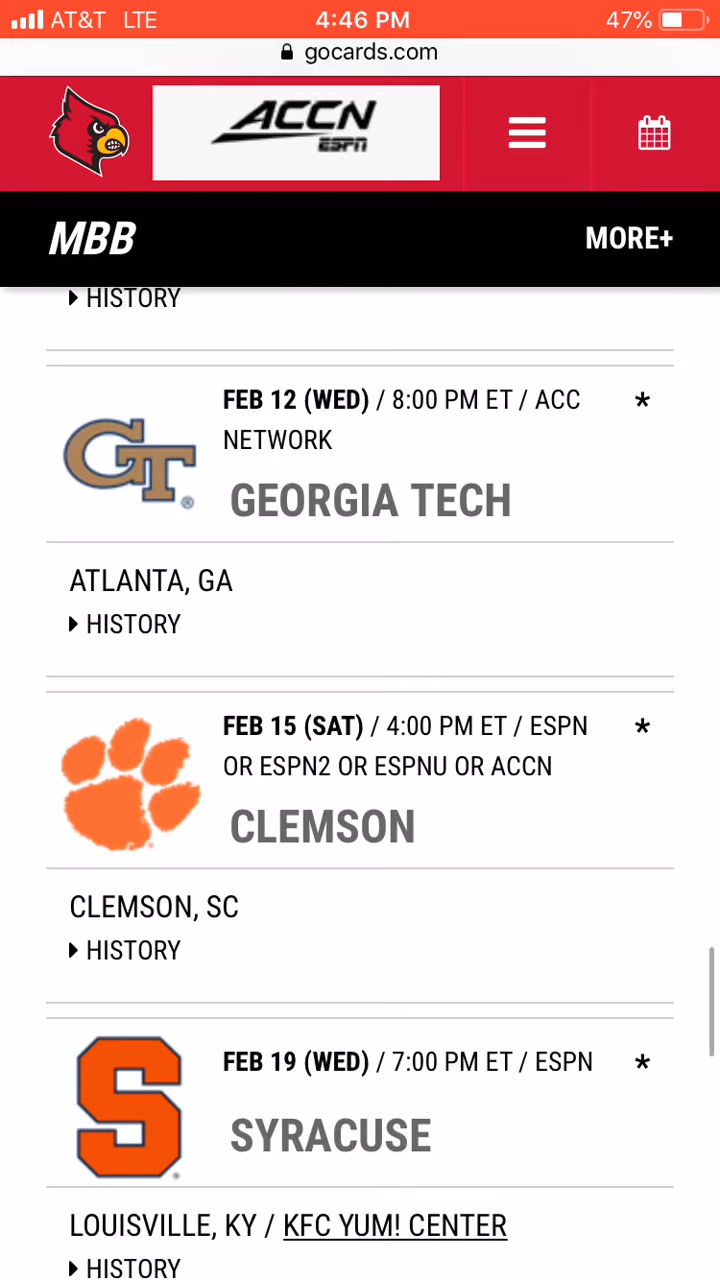 AT&T LTE 4:46 PM 47%
gocards.com
ACCN
ESPN
MBB MORE+
HISTORY
FEB 12 (WED) / 8:00 PM ET / ACC *
NETWORK
GT
GEORGIA TECH
ATLANTA, GA
HISTORY
FEB 15 (SAT) / 4:00 PM ET / ESPN *
OR ESPN2 OR ESPNU OR ACCN
CLEMSON
CLEMSON, SC
HISTORY
FEB 19 (WED) / 7:00 PM ET / ESPN *
S
SYRACUSE
LOUISVILLE, KY / KFC YUM! CENTER
HISTORY